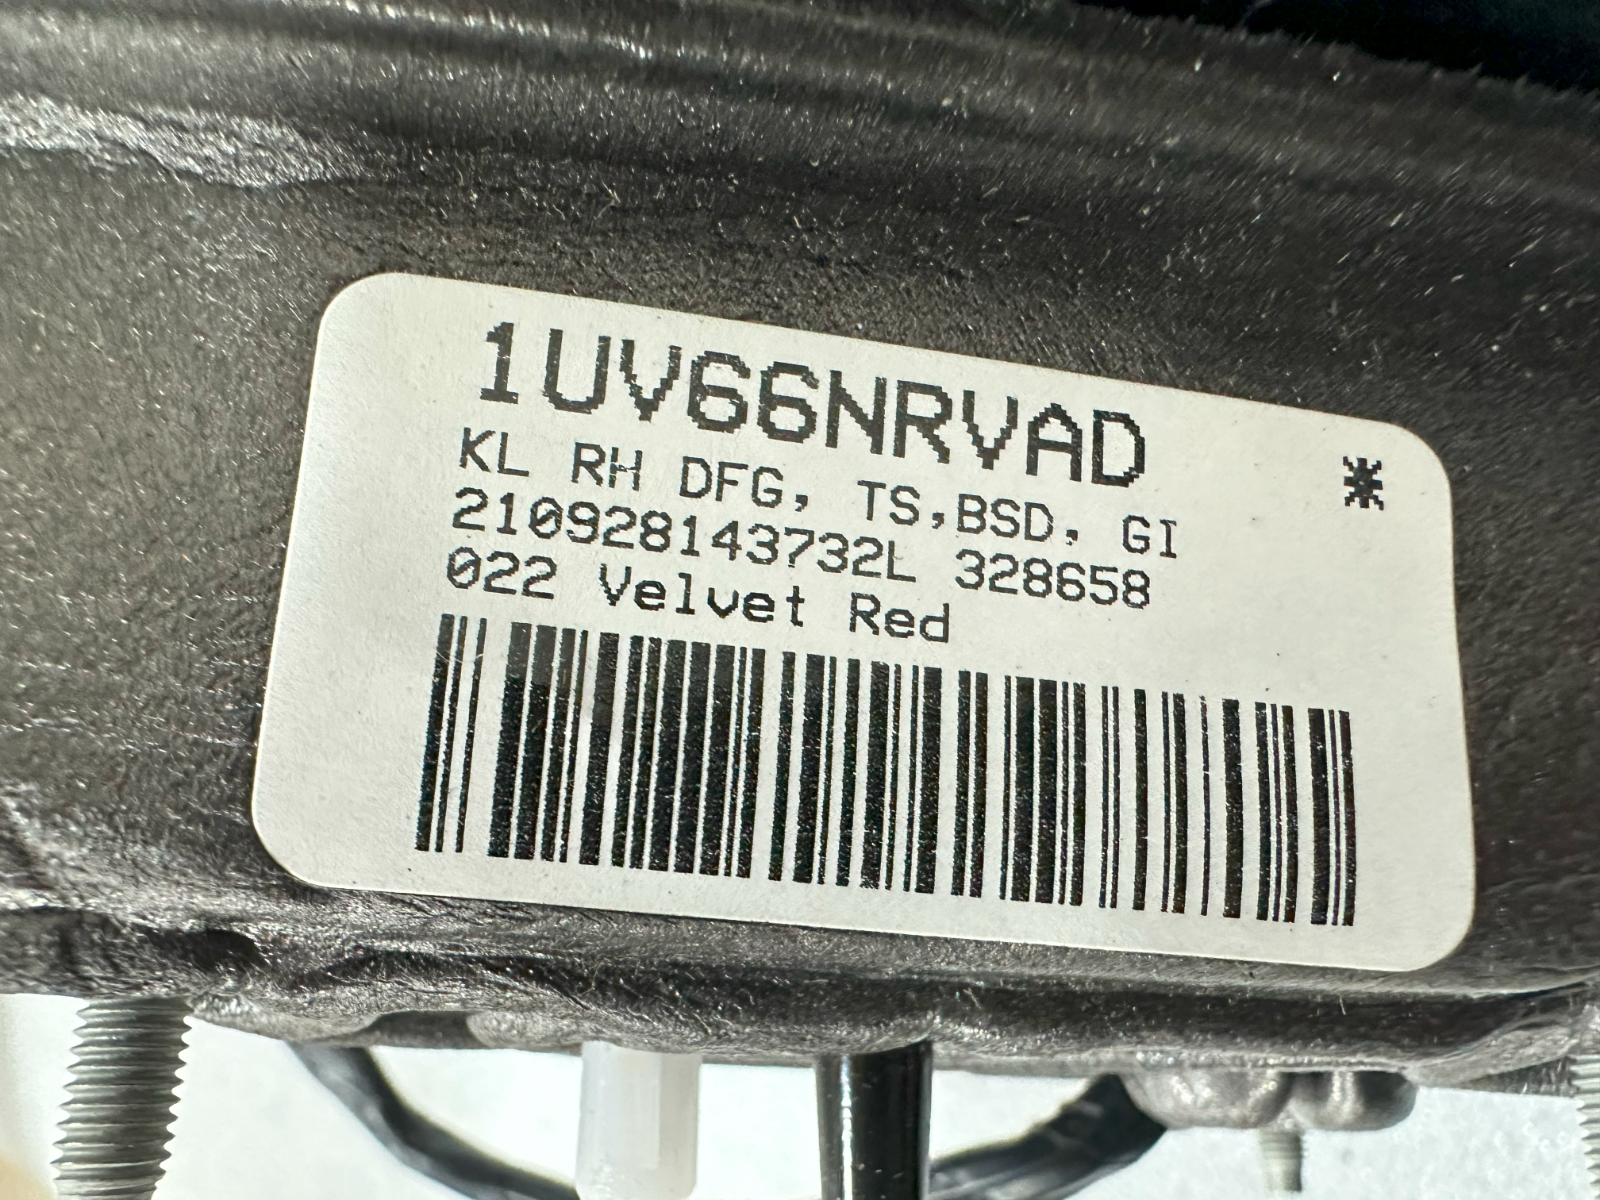 1UV66NRVAD
*
KL RH DFG, TS,BSD, GI
210928143732L 328658
022 Velvet Red